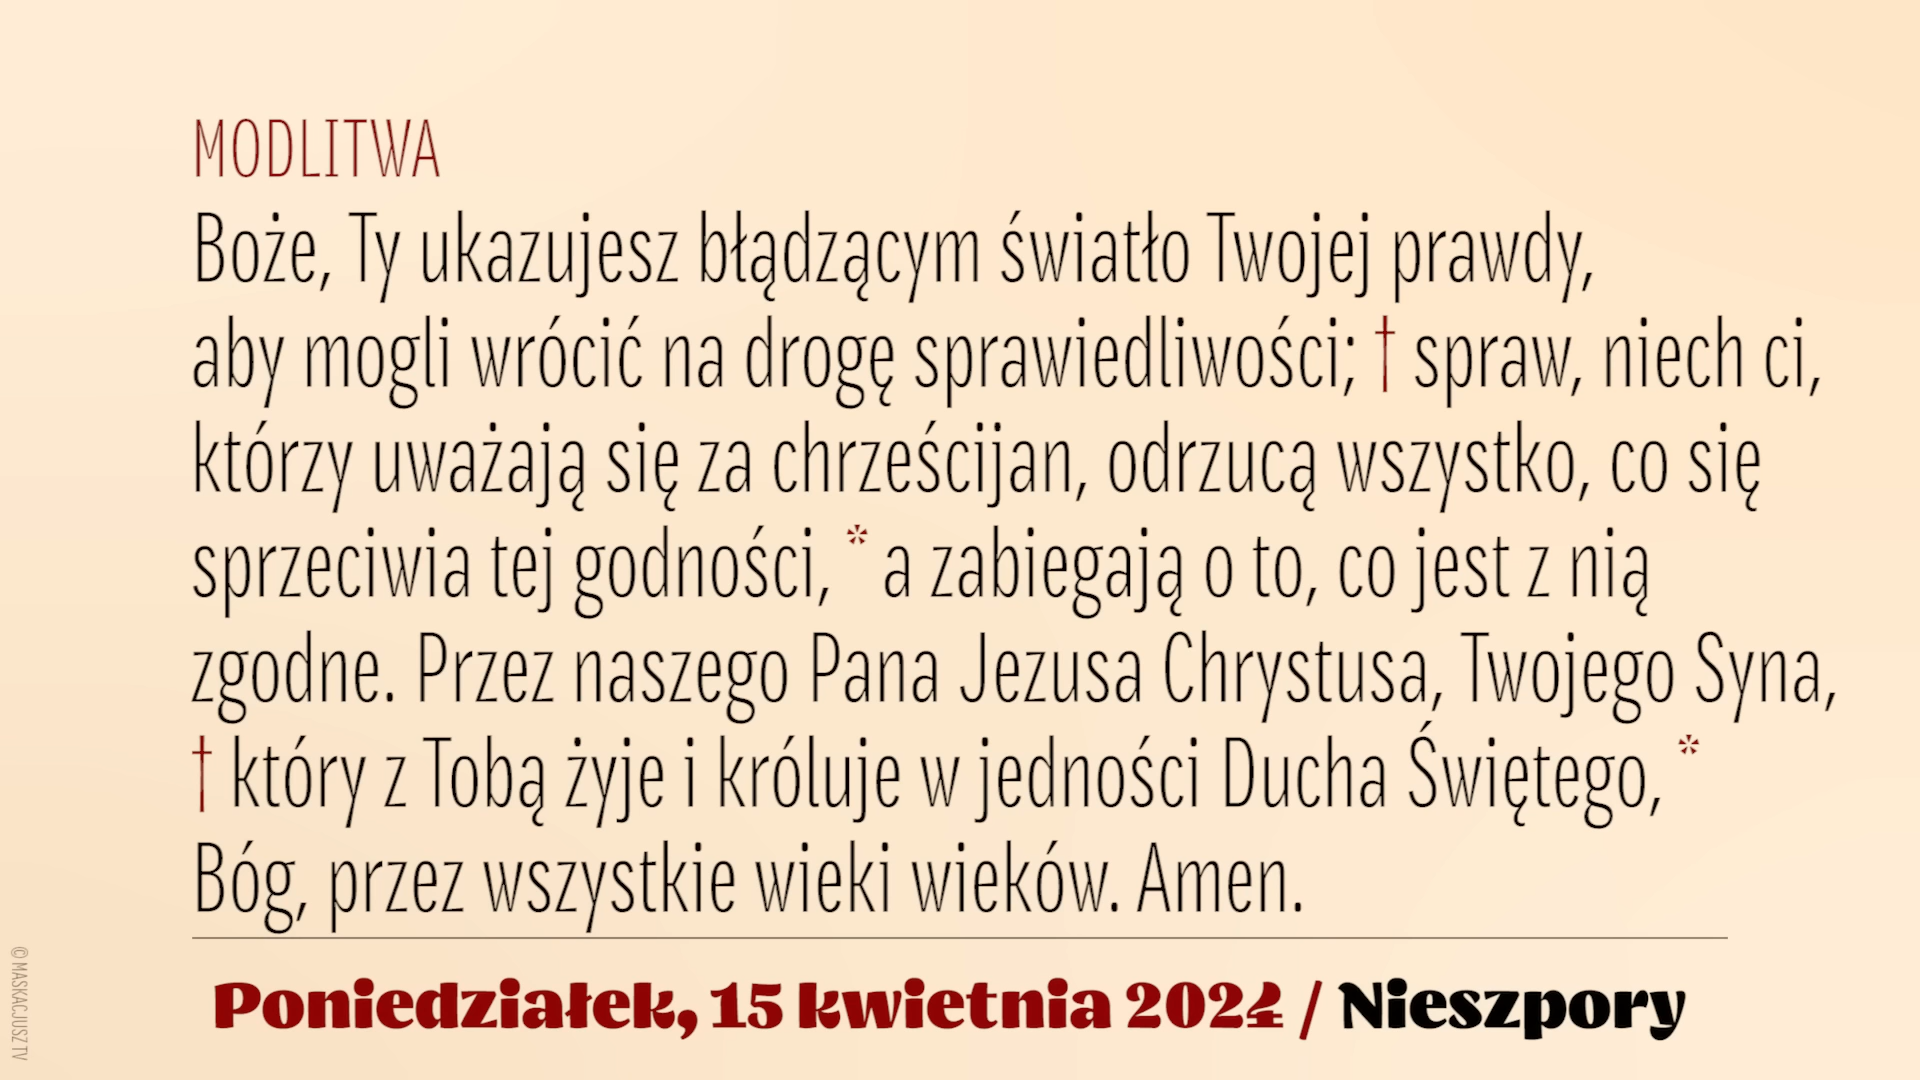 MODLITWA
Boże, Ty ukazujesz błądzącym światło Twojej prawdy,
aby mogli wrócić na drogę sprawiedliwości; † spraw, niech ci,
którzy uważają się za chrześcijan, odrzucą wszystko, co się
sprzeciwia tej godności, * a zabiegają o to, co jest z nią
zgodne. Przez naszego Pana Jezusa Chrystusa, Twojego Syna,
† który z Tobą żyje i króluje w jedności Ducha Świętego, *
Bóg, przez wszystkie wieki wieków. Amen.
Poniedziałek, 15 kwietnia 2024 / Nieszpory
© MASKACJUSZ TV